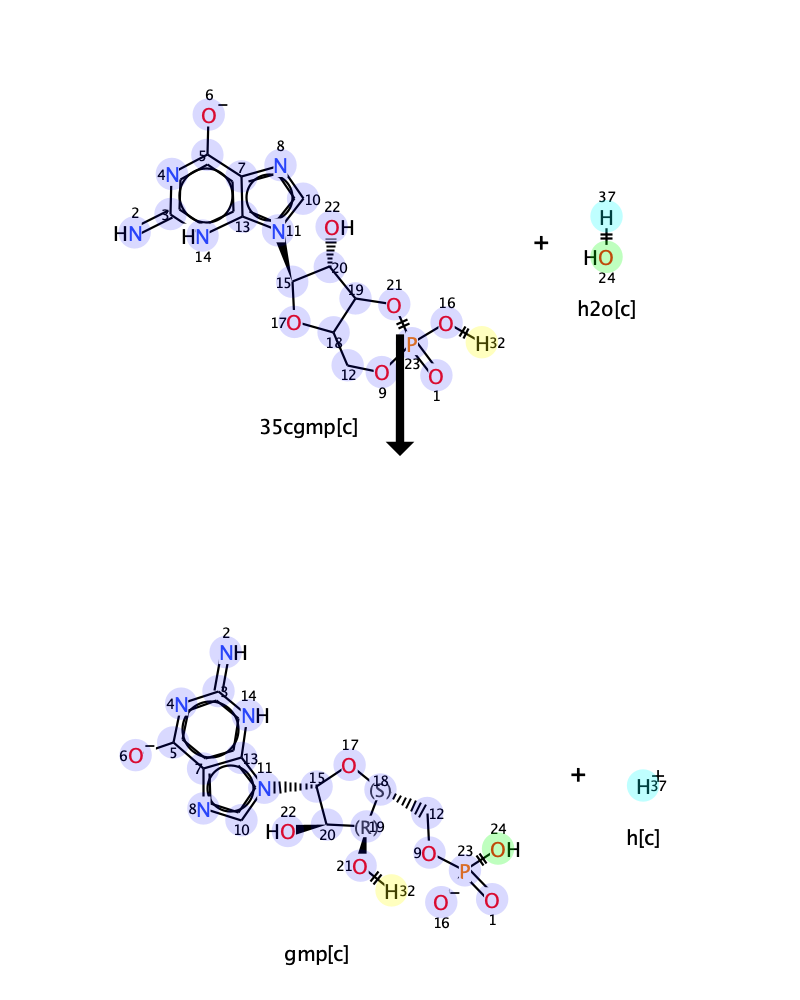 6
O−
5
8
4 N
7
N
2
3
10
22
37
HN
13
N 11
OH
H
HN
14
+
HO
20
24
15
19
21
O
16
h2o[c]
17 O
O
18
P
H 32
23
12
O
O
9
1
35cgmp[c]
2
NH
3
14
4 N
NH
17
6 O−
5
13
O
+
7
11
18
15
(S)
H+ 37
N
8 N
22
12
24
10
HO
(R)
19
h[c]
20
23
OH
9 O
21 O
P
H 32
O−
O
16
1
gmp[c]